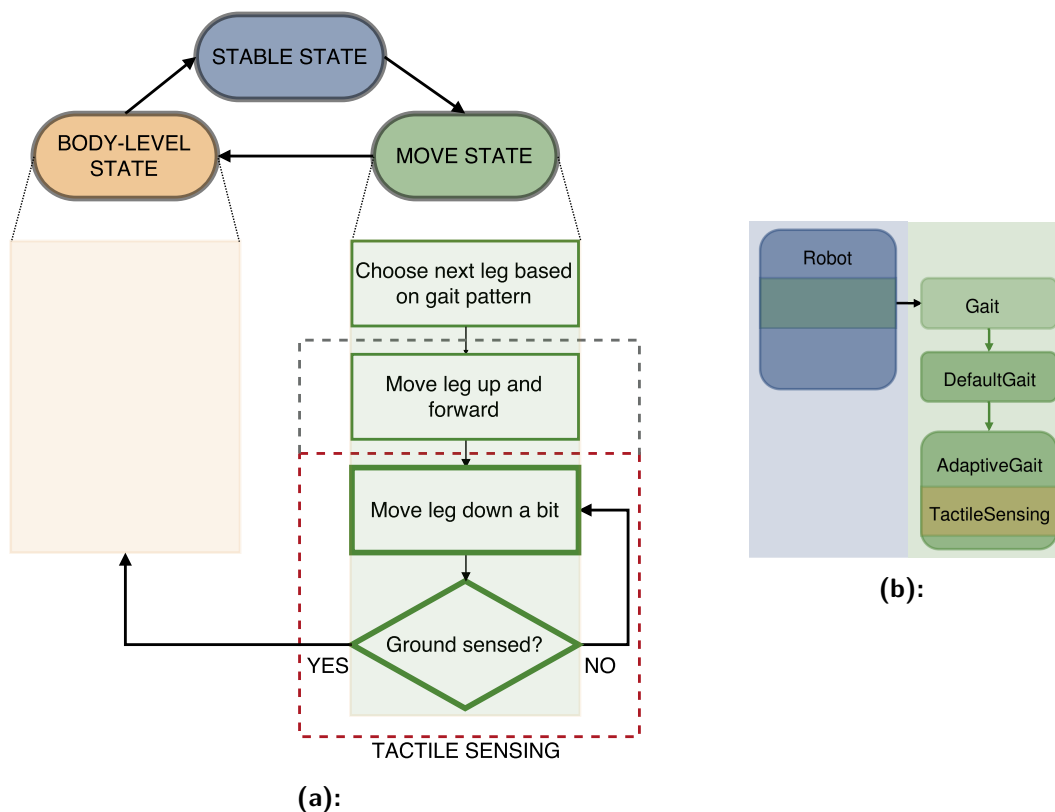 STABLE STATE
BODY-LEVEL
STATE
MOVE STATE
Choose next leg based
on gait pattern
Move leg up and
forward
Move leg down a bit
Ground sensed?
YES
NO
TACTILE SENSING
(a):
Robot
Gait
DefaultGait
AdaptiveGait
TactileSensing
(b):